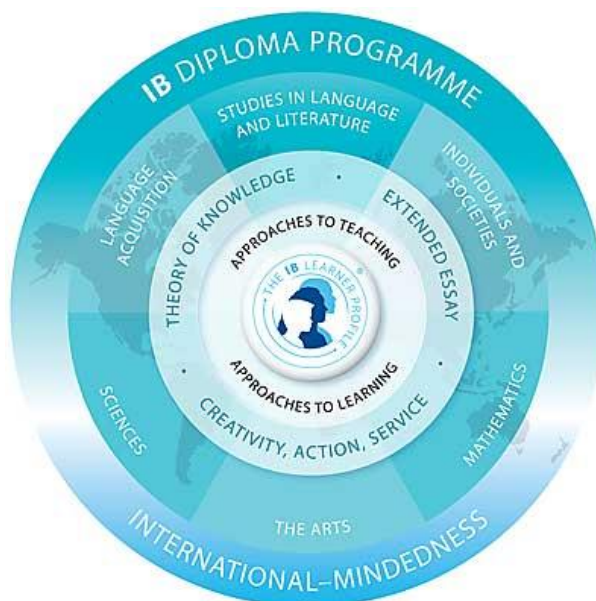 IB DIPLOMA PROGRAMME
STUDIES IN LANGUAGE
AND LITERATURE
LANGUAGE
ACQUISITION
INDIVIDUALS AND
SOCIETIES
THEORY OF KNOWLEDGE
EXTENDED ESSAY
APPROACHES TO TEACHING
THE IB LEARNER PROFILE
®
APPROACHES TO LEARNING
CREATIVITY, ACTION, SERVICE
SCIENCES
MATHEMATICS
THE ARTS
INTERNATIONAL–MINDEDNESS